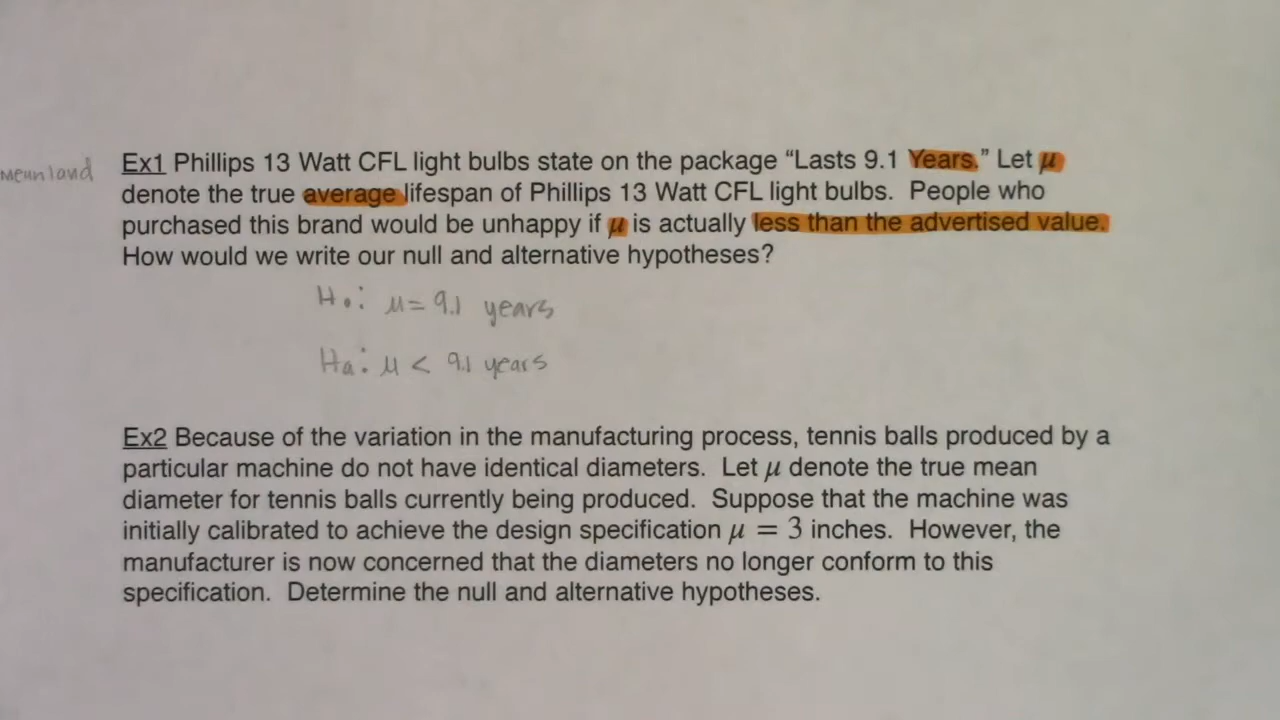 Ex1 Phillips 13 Watt CFL light bulbs state on the package “Lasts 9.1 Years.” Let μ
mean land
denote the true average lifespan of Phillips 13 Watt CFL light bulbs. People who
purchased this brand would be unhappy if μ is actually less than the advertised value.
How would we write our null and alternative hypotheses?
H₀: μ = 9.1 years
Hₐ: μ < 9.1 years
Ex2 Because of the variation in the manufacturing process, tennis balls produced by a
particular machine do not have identical diameters. Let μ denote the true mean
diameter for tennis balls currently being produced. Suppose that the machine was
initially calibrated to achieve the design specification μ = 3 inches. However, the
manufacturer is now concerned that the diameters no longer conform to this
specification. Determine the null and alternative hypotheses.